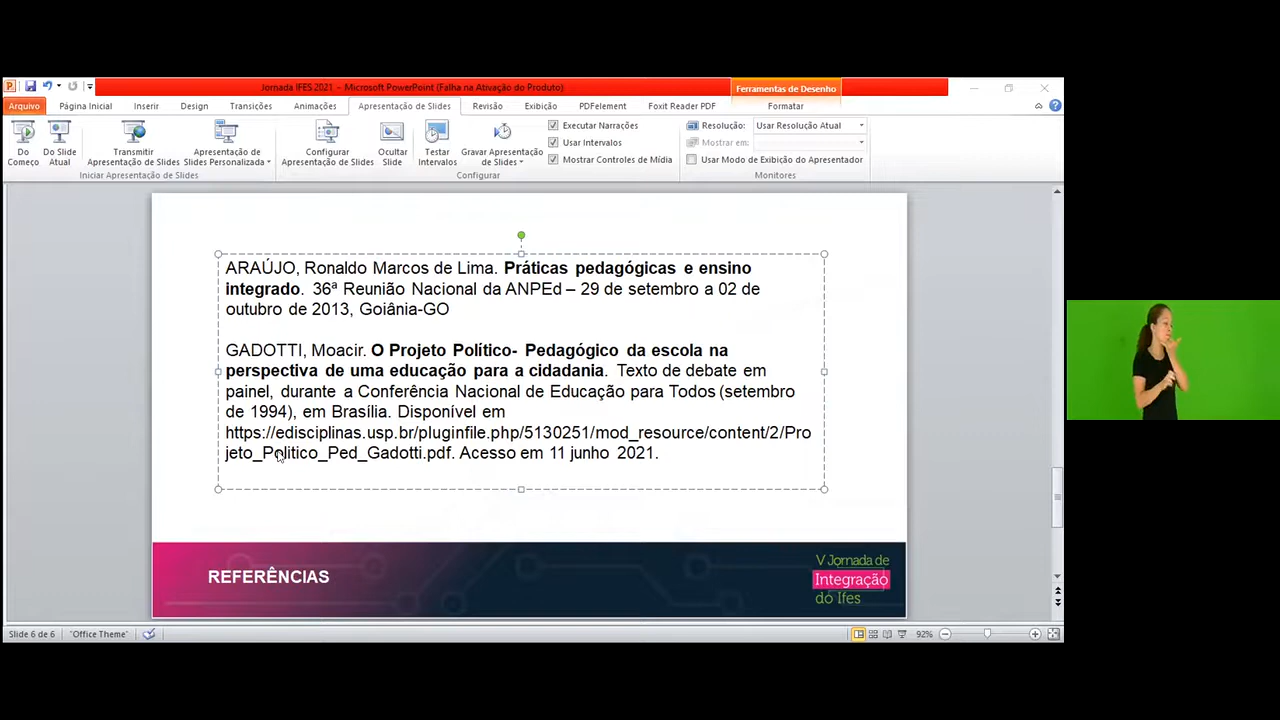 Jornada IFES 2021 - Microsoft PowerPoint (Falha na Ativação do Produto)
Ferramentas de Desenho
Arquivo Página Inicial Inserir Design Transições Animações Apresentação de Slides Revisão Exibição PDFelement Foxit Reader PDF Formatar
Do Começo
Do Slide Atual
Transmitir Apresentação de Slides
Apresentação de Slides Personalizada
Configurar Apresentação de Slides
Ocultar Slide
Testar Intervalos
Gravar Apresentação de Slides
Executar Narrações
Usar Intervalos
Mostrar Controles de Mídia
Resolução: Usar Resolução Atual
Mostrar em:
Usar Modo de Exibição do Apresentador
Iniciar Apresentação de Slides
Configurar
Monitores
ARAÚJO, Ronaldo Marcos de Lima. Práticas pedagógicas e ensino
integrado. 36ª Reunião Nacional da ANPEd – 29 de setembro a 02 de
outubro de 2013, Goiânia-GO
GADOTTI, Moacir. O Projeto Político- Pedagógico da escola na
perspectiva de uma educação para a cidadania. Texto de debate em
painel, durante a Conferência Nacional de Educação para Todos (setembro
de 1994), em Brasília. Disponível em
https://edisciplinas.usp.br/pluginfile.php/5130251/mod_resource/content/2/Pro
jeto_Politico_Ped_Gadotti.pdf. Acesso em 11 junho 2021.
REFERÊNCIAS
V Jornada de
Integração
do Ifes
Slide 6 de 6 "Office Theme" 92%